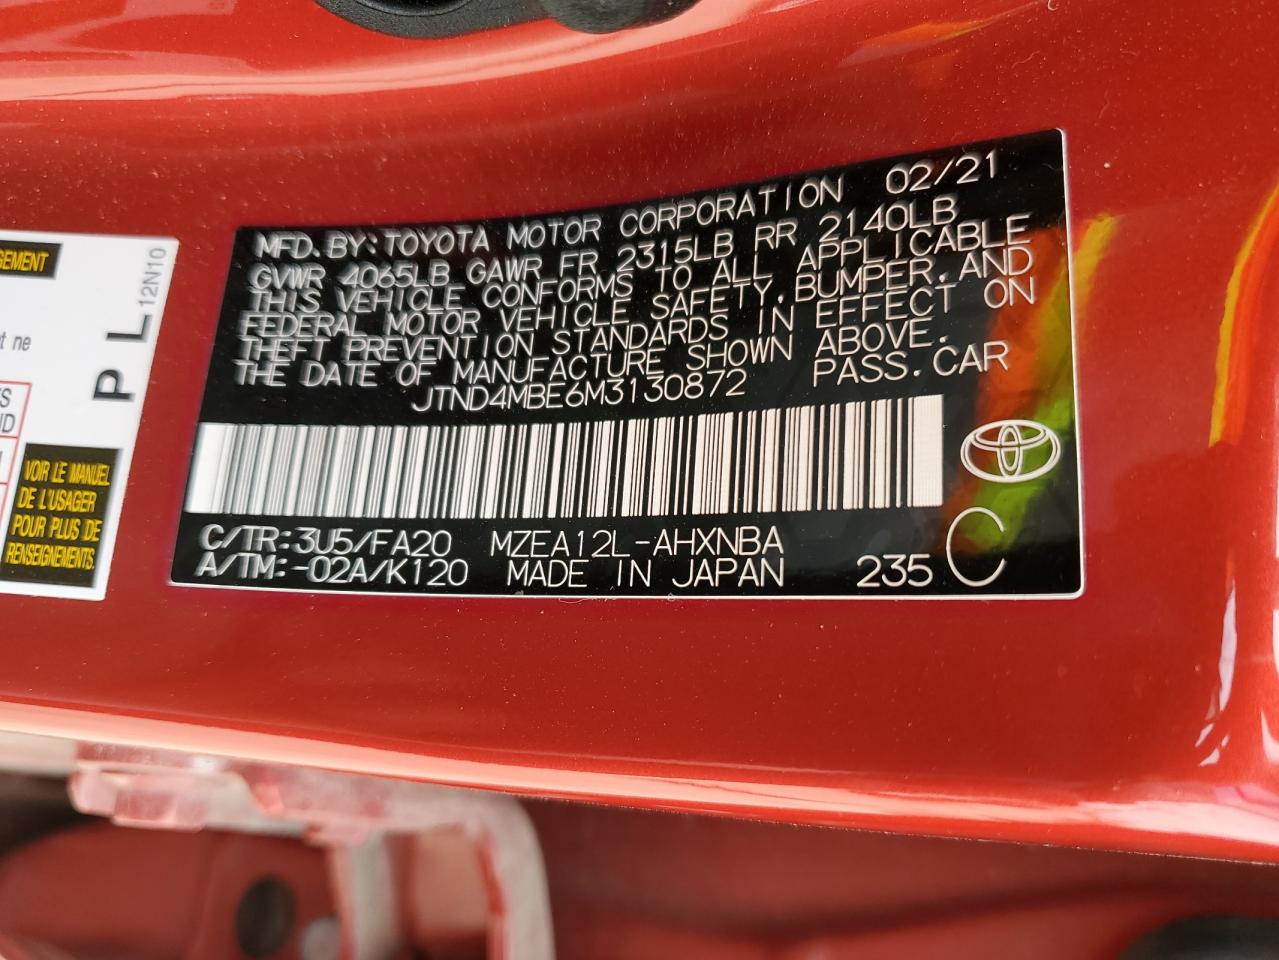 GEMENT
P L 12N10
VOIR LE MANUEL
DE L'USAGER
POUR PLUS DE
RENSEIGNEMENTS.
MFD. BY: TOYOTA MOTOR CORPORATION 02/21
GVWR 4065LB GAWR FR 2315LB RR 2140LB
THIS VEHICLE CONFORMS TO ALL APPLICABLE
FEDERAL MOTOR VEHICLE SAFETY, BUMPER, AND
THEFT PREVENTION STANDARDS IN EFFECT ON
THE DATE OF MANUFACTURE SHOWN ABOVE.
JTND4MBE6M3130872 PASS. CAR
C/TR: 3U5/FA20 MZEA12L-AHXNBA
A/TM: -02A/K120 MADE IN JAPAN 235 C